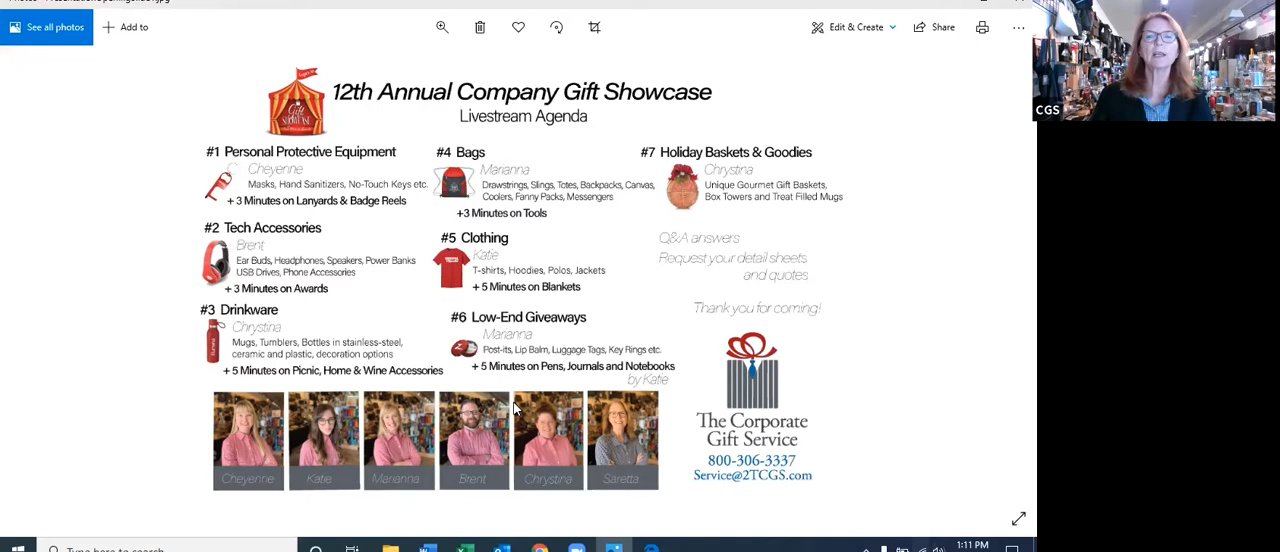 See all photos
Add to
Edit & Create
Share
CGS
Gift
SHOWCASE
12th Annual Company Gift Showcase
Livestream Agenda
#1 Personal Protective Equipment
Cheyenne
Masks, Hand Sanitizers, No-Touch Keys etc.
+ 3 Minutes on Lanyards & Badge Reels
#2 Tech Accessories
Brent
Ear Buds, Headphones, Speakers, Power Banks
USB Drives, Phone Accessories
+ 3 Minutes on Awards
#3 Drinkware
Chrystina
Mugs, Tumblers, Bottles in stainless-steel,
ceramic and plastic, decoration options
+ 5 Minutes on Picnic, Home & Wine Accessories
#4 Bags
Marianna
Drawstrings, Slings, Totes, Backpacks, Canvas,
Coolers, Fanny Packs, Messengers
+3 Minutes on Tools
#5 Clothing
Katie
T-shirts, Hoodies, Polos, Jackets
+ 5 Minutes on Blankets
#6 Low-End Giveaways
Marianna
Post-its, Lip Balm, Luggage Tags, Key Rings etc.
+ 5 Minutes on Pens, Journals and Notebooks
by Katie
#7 Holiday Baskets & Goodies
Chrystina
Unique Gourmet Gift Baskets,
Box Towers and Treat Filled Mugs
Q&A answers
Request your detail sheets
and quotes
Thank you for coming!
The Corporate
Gift Service
800-306-3337
Service@2TCGS.com
Cheyenne
Katie
Marianna
Brent
Chrystina
Saretta
Type here to search
1:11 PM